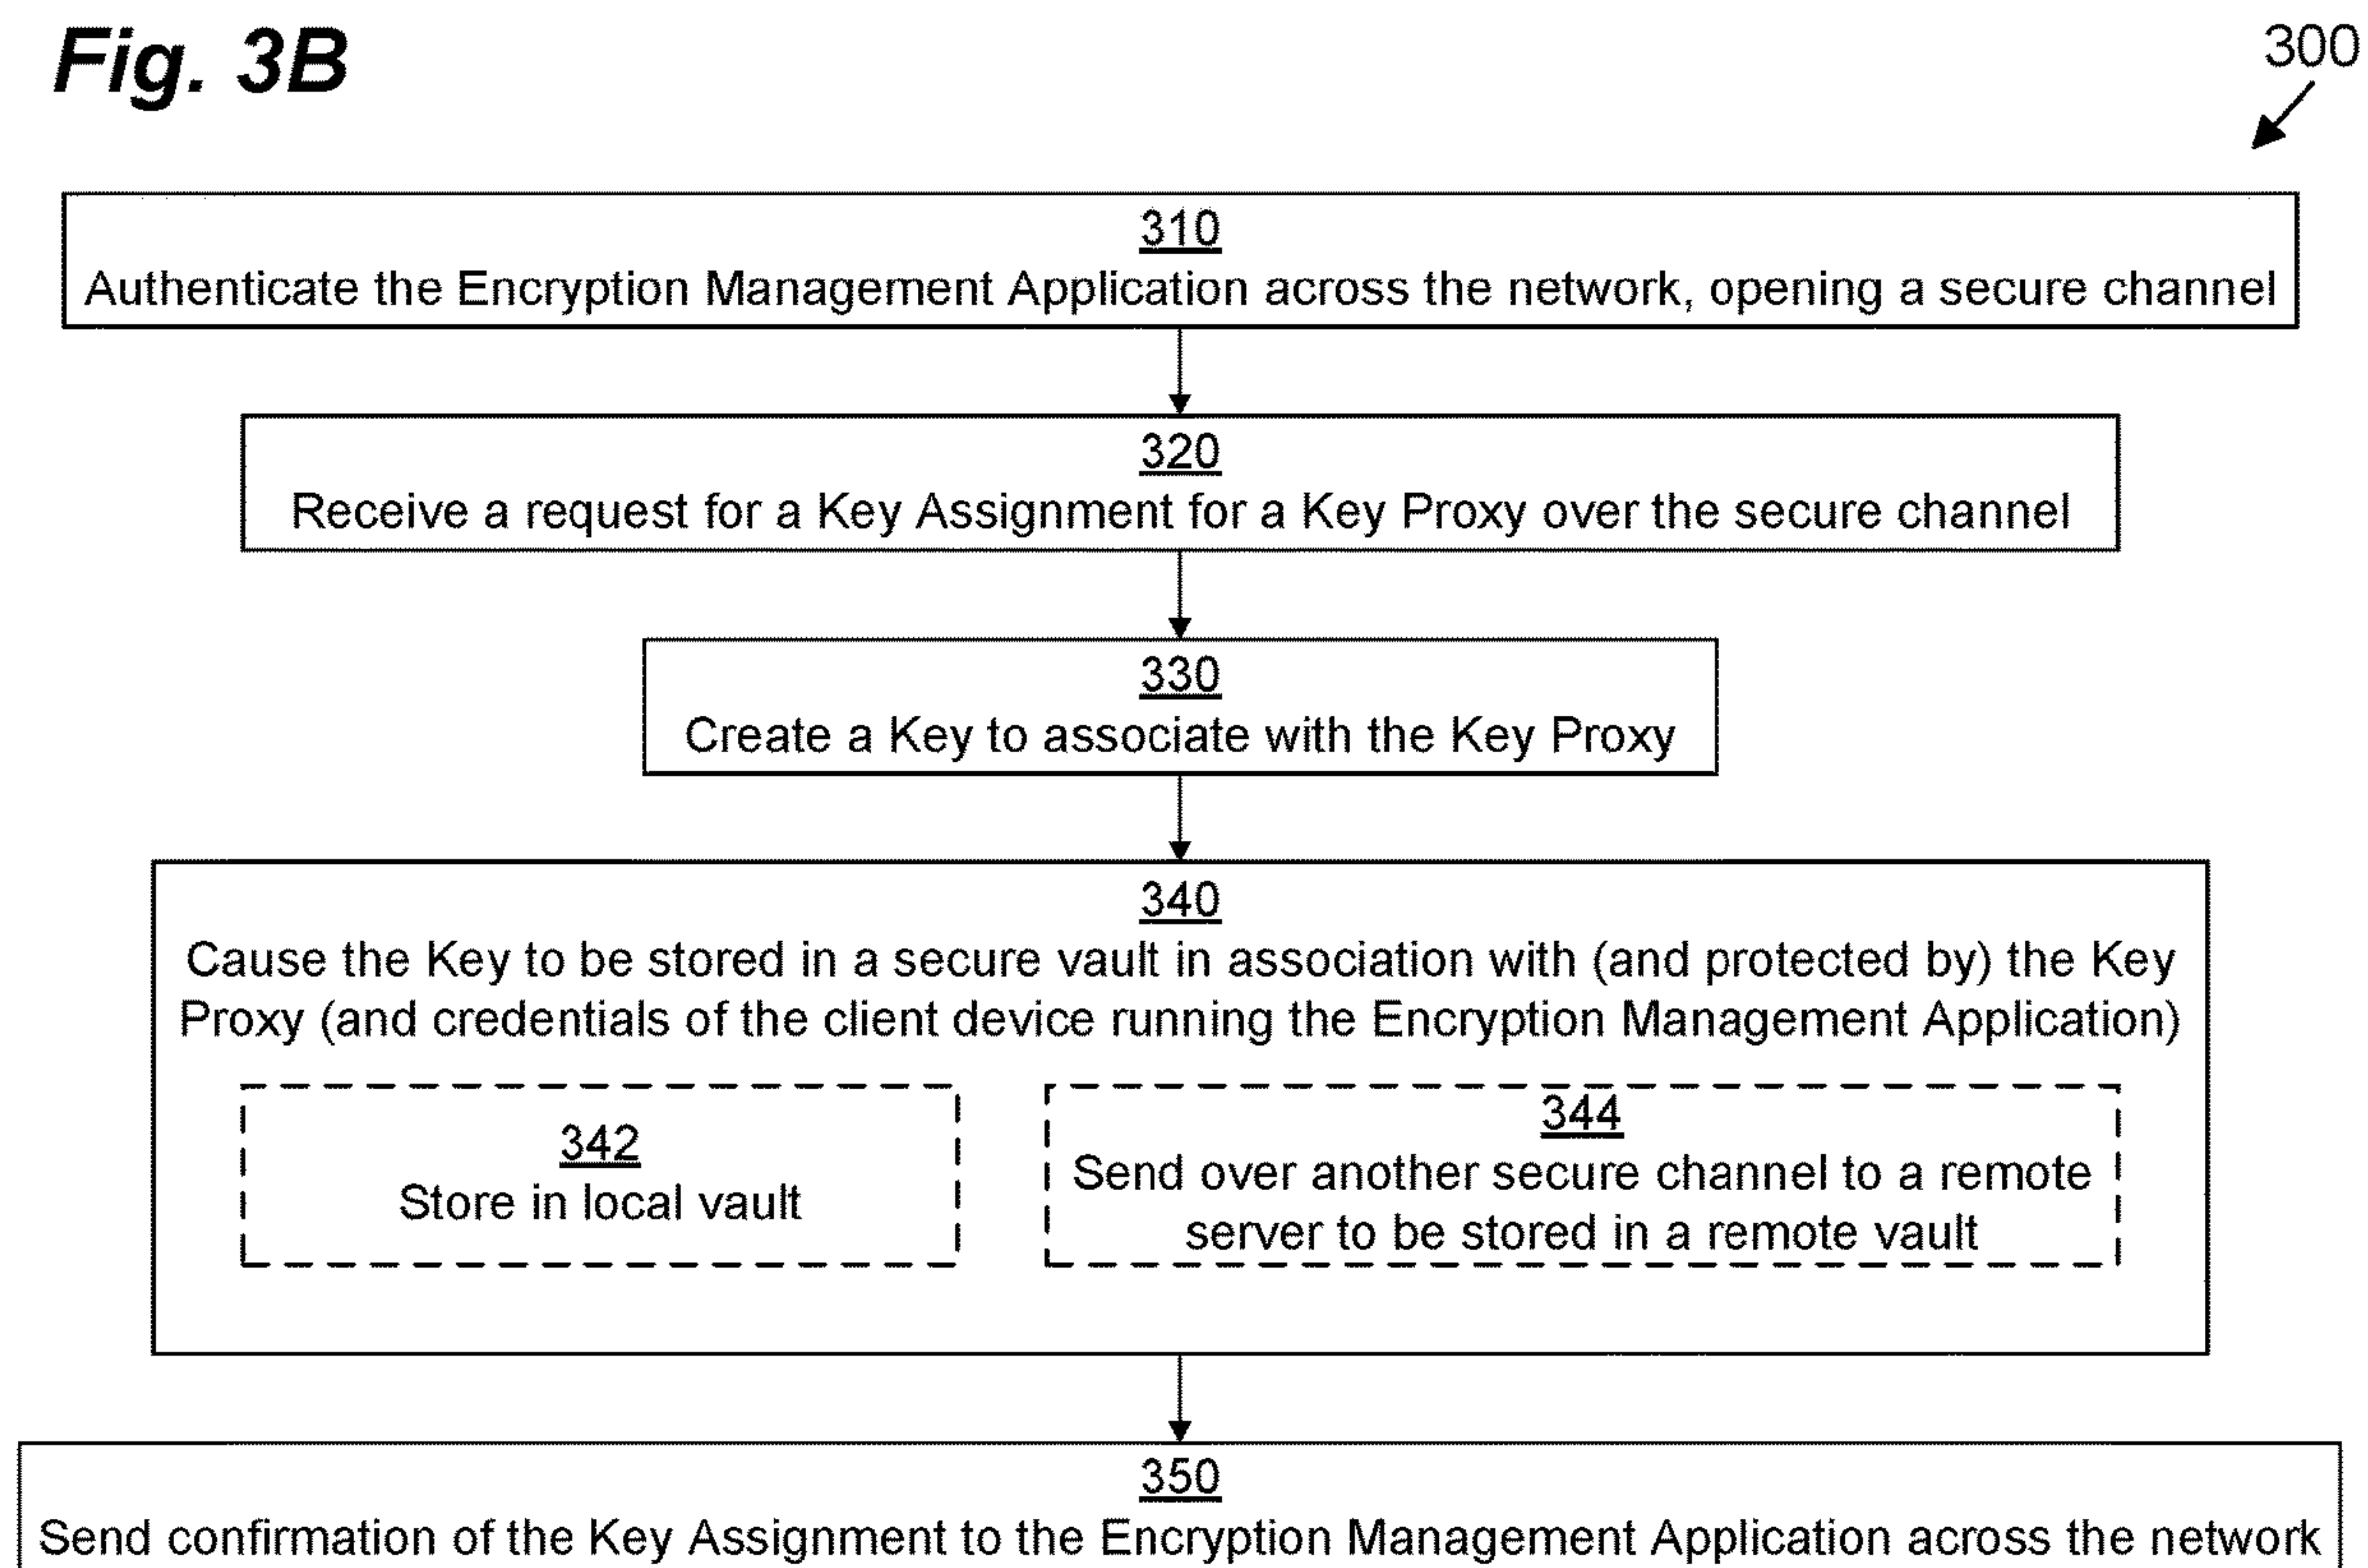 Fig. 3B
300
310
Authenticate the Encryption Management Application across the network, opening a secure channel
320
Receive a request for a Key Assignment for a Key Proxy over the secure channel
330
Create a Key to associate with the Key Proxy
340
Cause the Key to be stored in a secure vault in association with (and protected by) the Key
Proxy (and credentials of the client device running the Encryption Management Application)
342
Store in local vault
344
Send over another secure channel to a remote
server to be stored in a remote vault
350
Send confirmation of the Key Assignment to the Encryption Management Application across the network